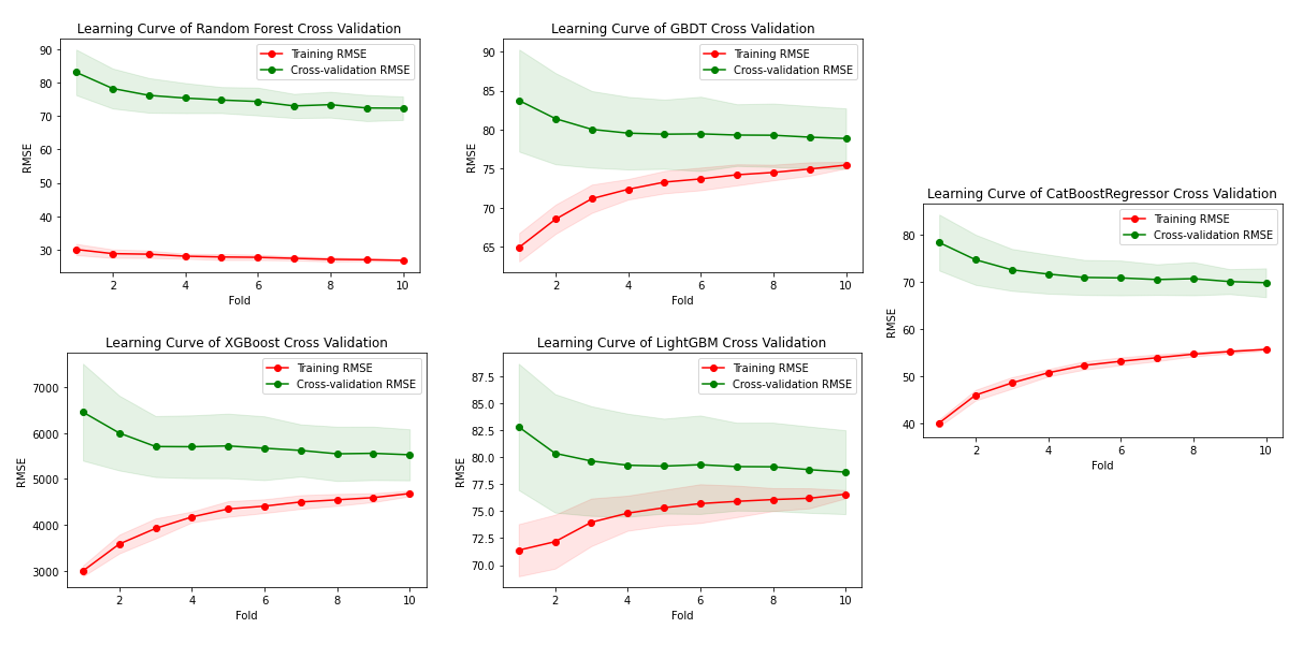 Learning Curve of Random Forest Cross Validation
Training RMSE
Cross-validation RMSE
90
80
70
60
50
40
30
RMSE
2
4
6
8
10
Fold
Learning Curve of GBDT Cross Validation
Training RMSE
Cross-validation RMSE
90
85
80
75
70
65
RMSE
2
4
6
8
10
Fold
Learning Curve of CatBoostRegressor Cross Validation
Training RMSE
Cross-validation RMSE
80
70
60
50
40
RMSE
2
4
6
8
10
Fold
Learning Curve of XGBoost Cross Validation
Training RMSE
Cross-validation RMSE
7000
6000
5000
4000
3000
RMSE
2
4
6
8
10
Fold
Learning Curve of LightGBM Cross Validation
Training RMSE
Cross-validation RMSE
87.5
85.0
82.5
80.0
77.5
75.0
72.5
70.0
RMSE
2
4
6
8
10
Fold